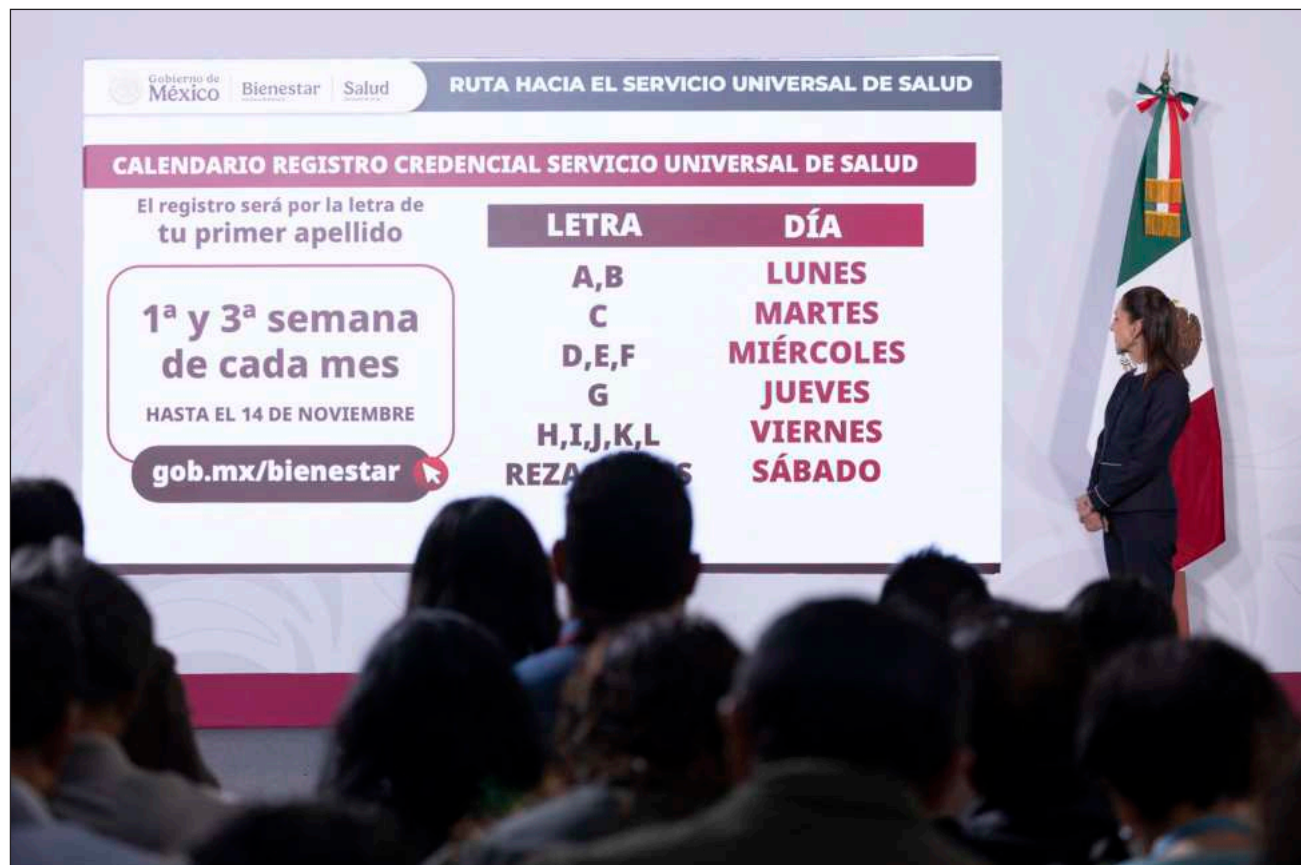 Gobierno de
México
Bienestar
Salud
RUTA HACIA EL SERVICIO UNIVERSAL DE SALUD
CALENDARIO REGISTRO CREDENCIAL SERVICIO UNIVERSAL DE SALUD
El registro será por la letra de
tu primer apellido
1ª y 3ª semana
de cada mes
HASTA EL 14 DE NOVIEMBRE
gob.mx/bienestar
LETRA DÍA
A,B LUNES
C MARTES
D,E,F MIÉRCOLES
G JUEVES
H,I,J,K,L VIERNES
SÁBADO